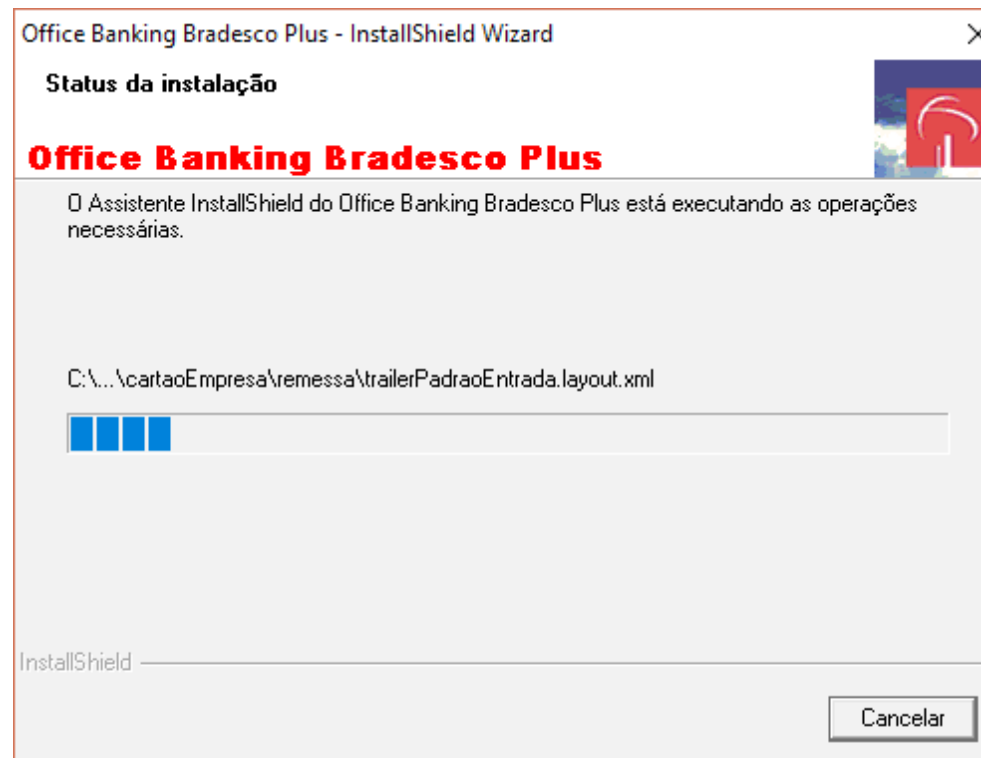 Office Banking Bradesco Plus - InstallShield Wizard
Status da instalação
Office Banking Bradesco Plus
O Assistente InstallShield do Office Banking Bradesco Plus está executando as operações
necessárias.
C:\...\cartaoEmpresa\remessa\trailerPadraoEntrada.layout.xml
InstallShield
Cancelar